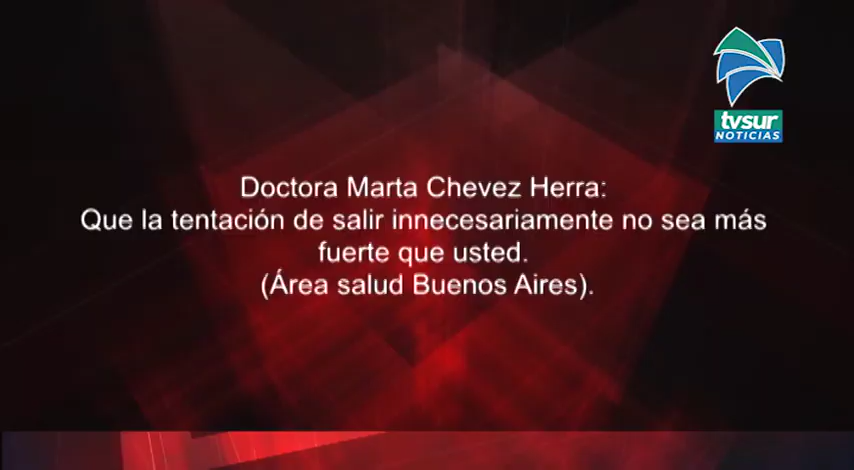 tvsur
NOTICIAS
Doctora Marta Chevez Herra:
Que la tentación de salir innecesariamente no sea más
fuerte que usted.
(Área salud Buenos Aires).